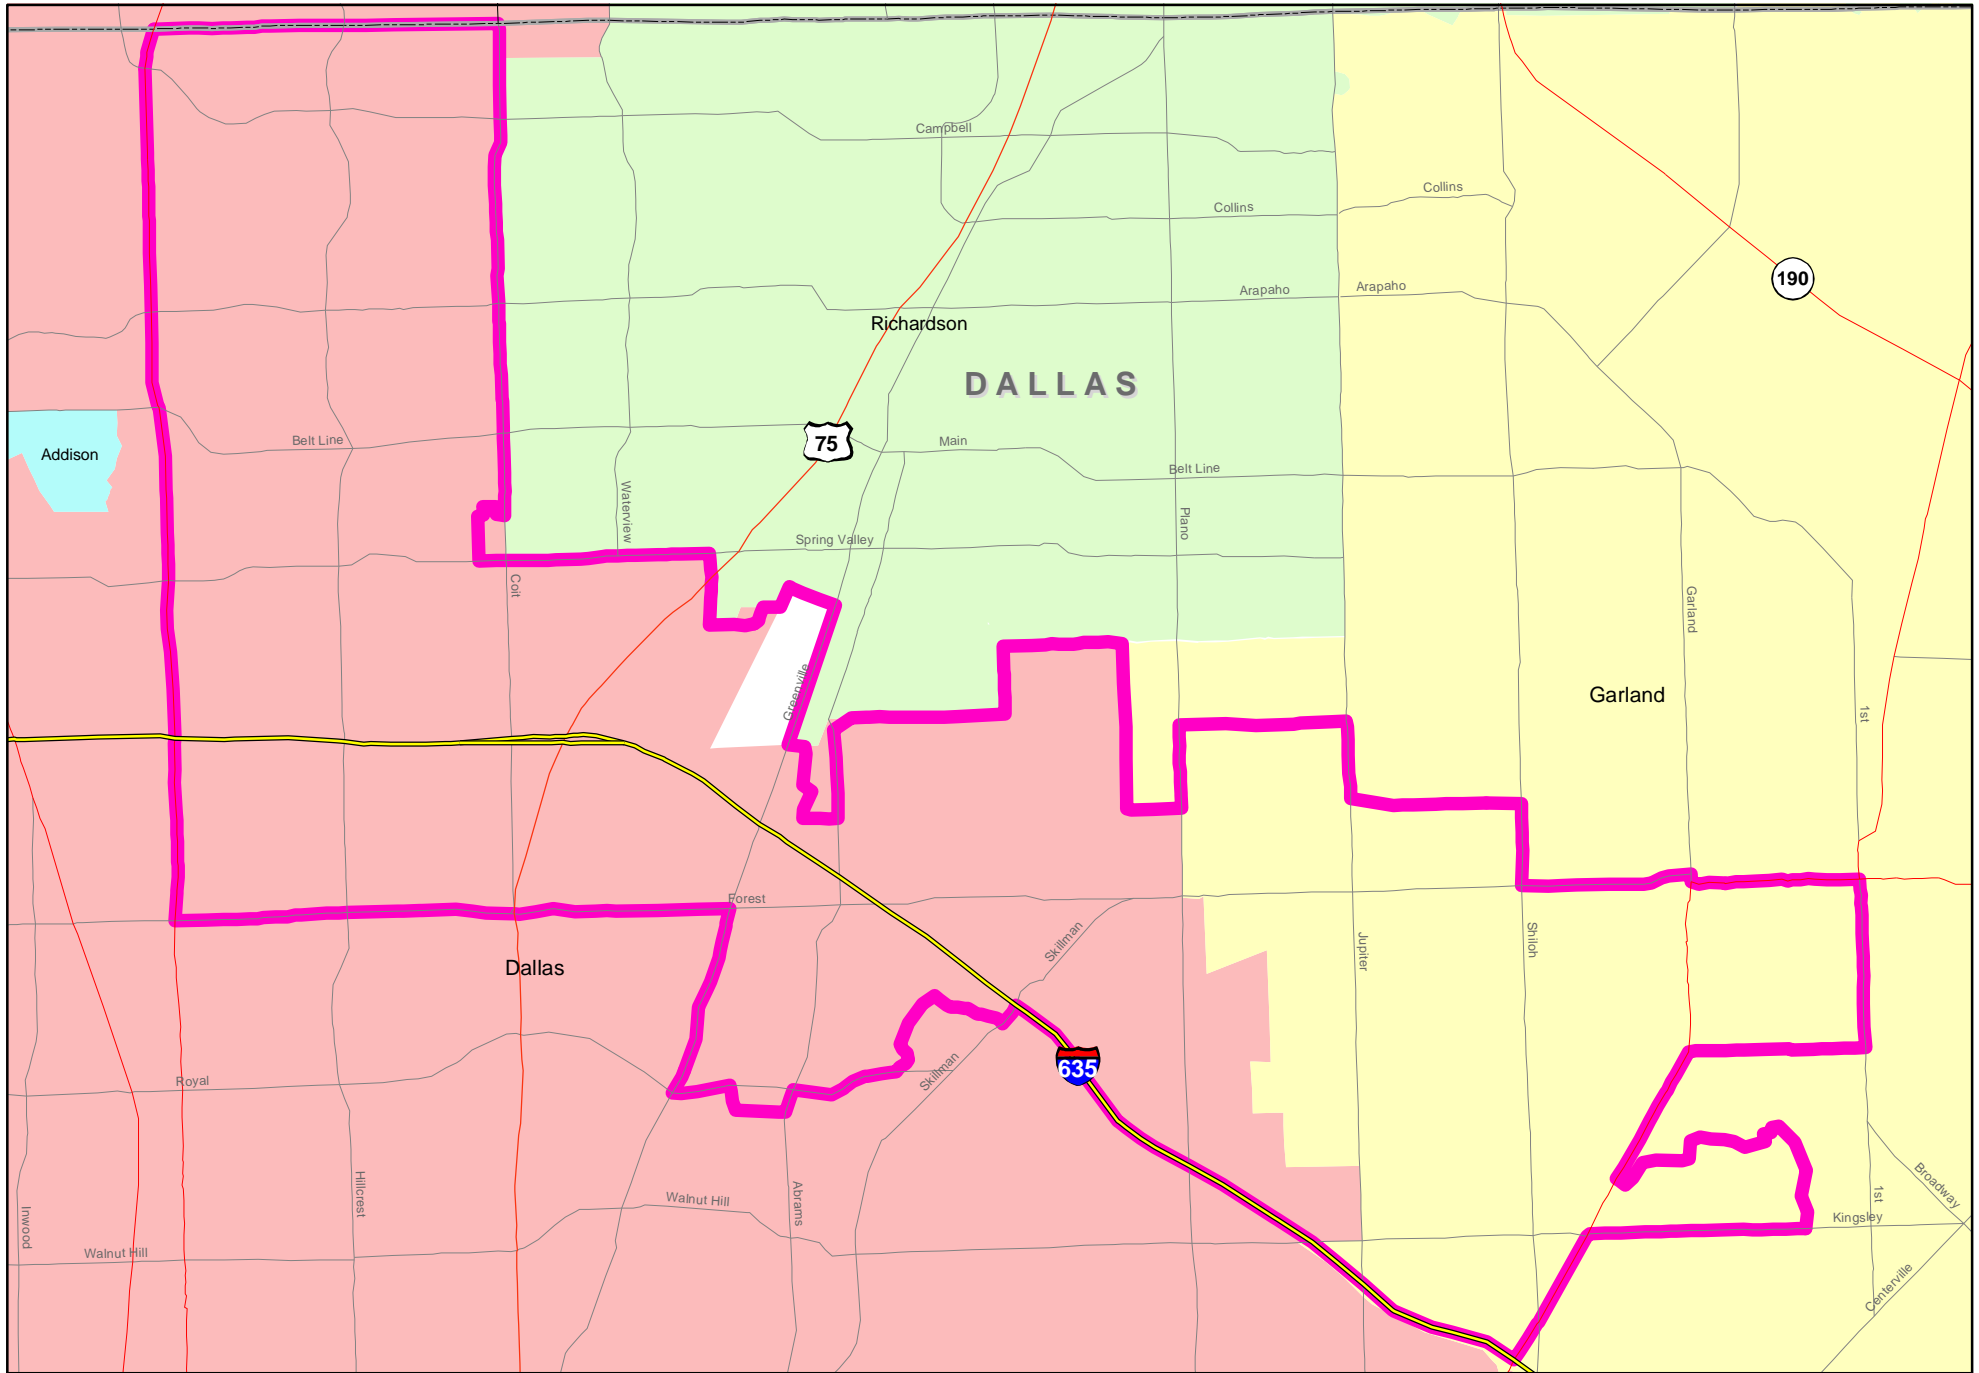 Campbell
Collins
Collins
190
Arapaho
Arapaho
Richardson
DALLAS
Addison
Belt Line
75
Main
Belt Line
Waterview
Plano
Spring Valley
Coit
Garland
Greenville
Garland
1st
Forest
Skillman
Jupiter
Shiloh
Dallas
635
Skillman
Royal
Hillcrest
Walnut Hill
Abrams
Inwood
Walnut Hill
Broadway
1st
Kingsley
Centerville